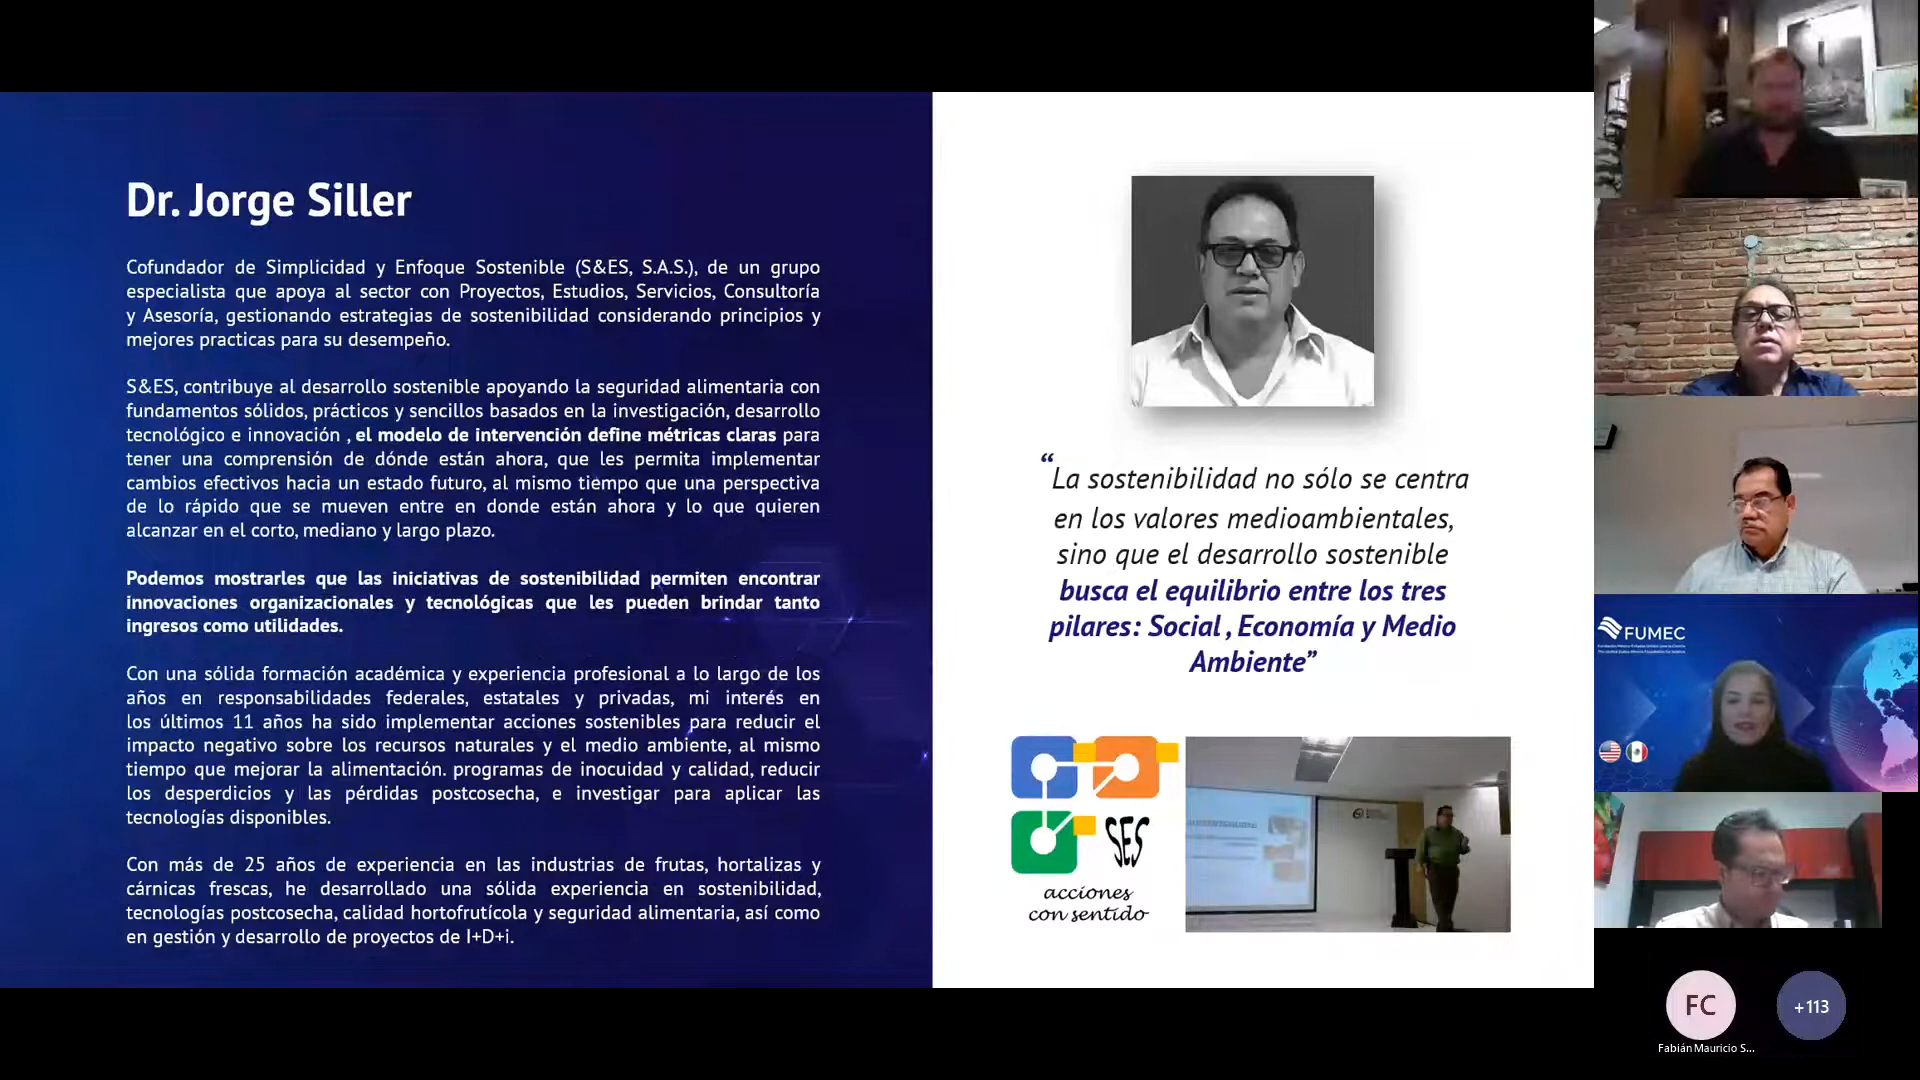 Dr. Jorge Siller
Cofundador de Simplicidad y Enfoque Sostenible (S&ES, S.A.S.), de un grupo
especialista que apoya al sector con Proyectos, Estudios, Servicios, Consultoría
y Asesoría, gestionando estrategias de sostenibilidad considerando principios y
mejores practicas para su desempeño.
S&ES, contribuye al desarrollo sostenible apoyando la seguridad alimentaria con
fundamentos sólidos, prácticos y sencillos basados en la investigación, desarrollo
tecnológico e innovación , el modelo de intervención define métricas claras para
tener una comprensión de dónde están ahora, que les permita implementar
cambios efectivos hacia un estado futuro, al mismo tiempo que una perspectiva
de lo rápido que se mueven entre en donde están ahora y lo que quieren
alcanzar en el corto, mediano y largo plazo.
Podemos mostrarles que las iniciativas de sostenibilidad permiten encontrar
innovaciones organizacionales y tecnológicas que les pueden brindar tanto
ingresos como utilidades.
Con una sólida formación académica y experiencia profesional a lo largo de los
años en responsabilidades federales, estatales y privadas, mi interés en
los últimos 11 años ha sido implementar acciones sostenibles para reducir el
impacto negativo sobre los recursos naturales y el medio ambiente, al mismo
tiempo que mejorar la alimentación. programas de inocuidad y calidad, reducir
los desperdicios y las pérdidas postcosecha, e investigar para aplicar las
tecnologías disponibles.
Con más de 25 años de experiencia en las industrias de frutas, hortalizas y
cárnicas frescas, he desarrollado una sólida experiencia en sostenibilidad,
tecnologías postcosecha, calidad hortofrutícola y seguridad alimentaria, así como
en gestión y desarrollo de proyectos de I+D+i.
“La sostenibilidad no sólo se centra
en los valores medioambientales,
sino que el desarrollo sostenible
busca el equilibrio entre los tres
pilares: Social , Economía y Medio
Ambiente”
SES
acciones
con sentido
FUMEC
FC
+113
Fabián Mauricio S...